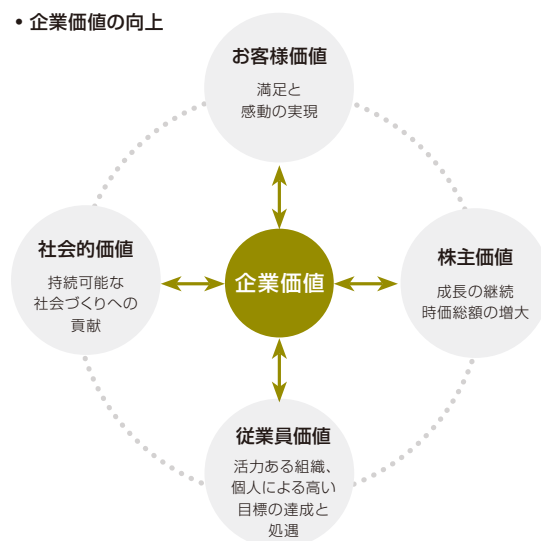 • 企業価値の向上
お客様価値
満足と
感動の実現
社会的価値
持続可能な
社会づくりへの
貢献
企業価値
株主価値
成長の継続
時価総額の増大
従業員価値
活力ある組織、
個人による高い
目標の達成と
処遇